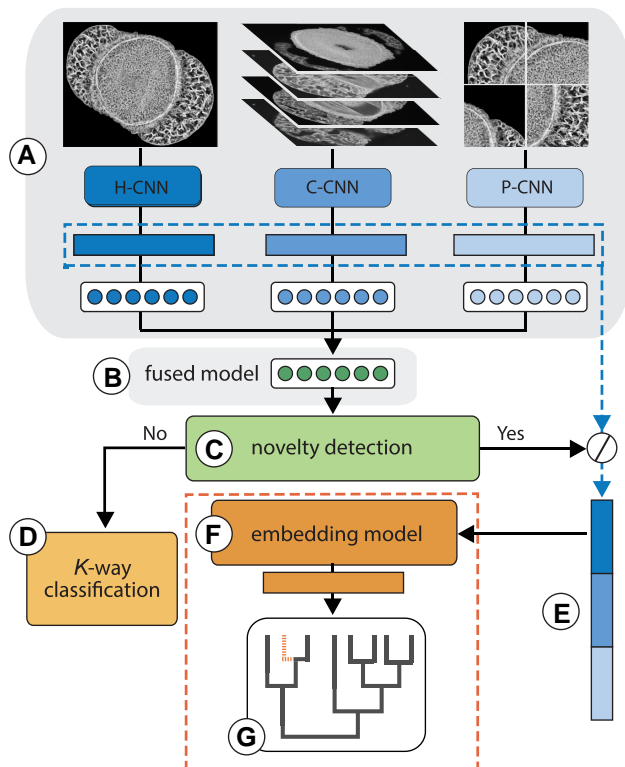 A
H-CNN
C-CNN
P-CNN
B
fused model
No
C
novelty detection
Yes
D
K-way
classification
F
embedding model
E
G